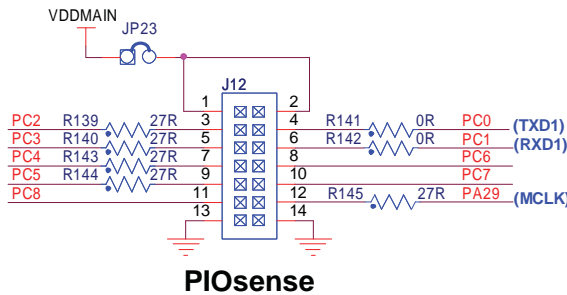 VDDMAIN
JP23
J12
1 2
PC2 R139 27R 3 4 R141 0R PC0 (TXD1)
PC3 R140 27R 5 6 R142 0R PC1 (RXD1)
PC4 R143 27R 7 8 PC6
PC5 R144 27R 9 10 PC7
PC8 11 12 R145 27R PA29 (MCLK)
13 14
PIOsense